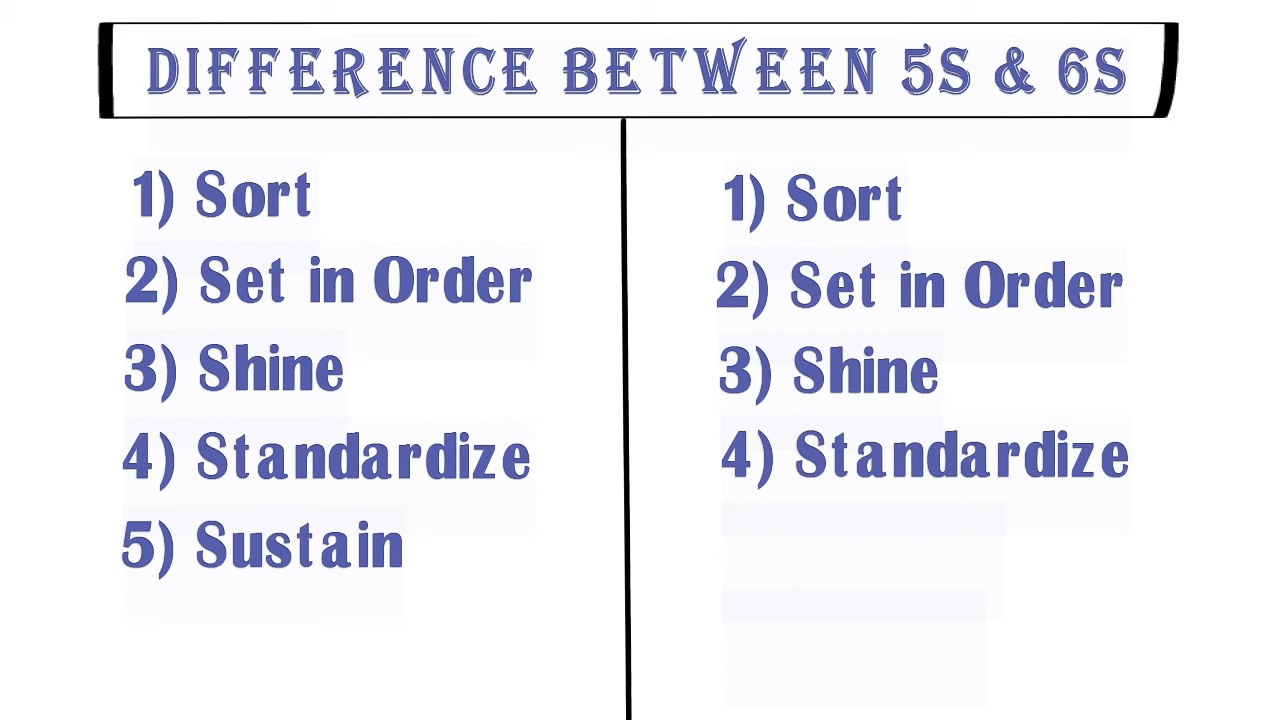 DIFFERENCE BETWEEN 5S & 6S
1) Sort
2) Set in Order
3) Shine
4) Standardize
5) Sustain
1) Sort
2) Set in Order
3) Shine
4) Standardize